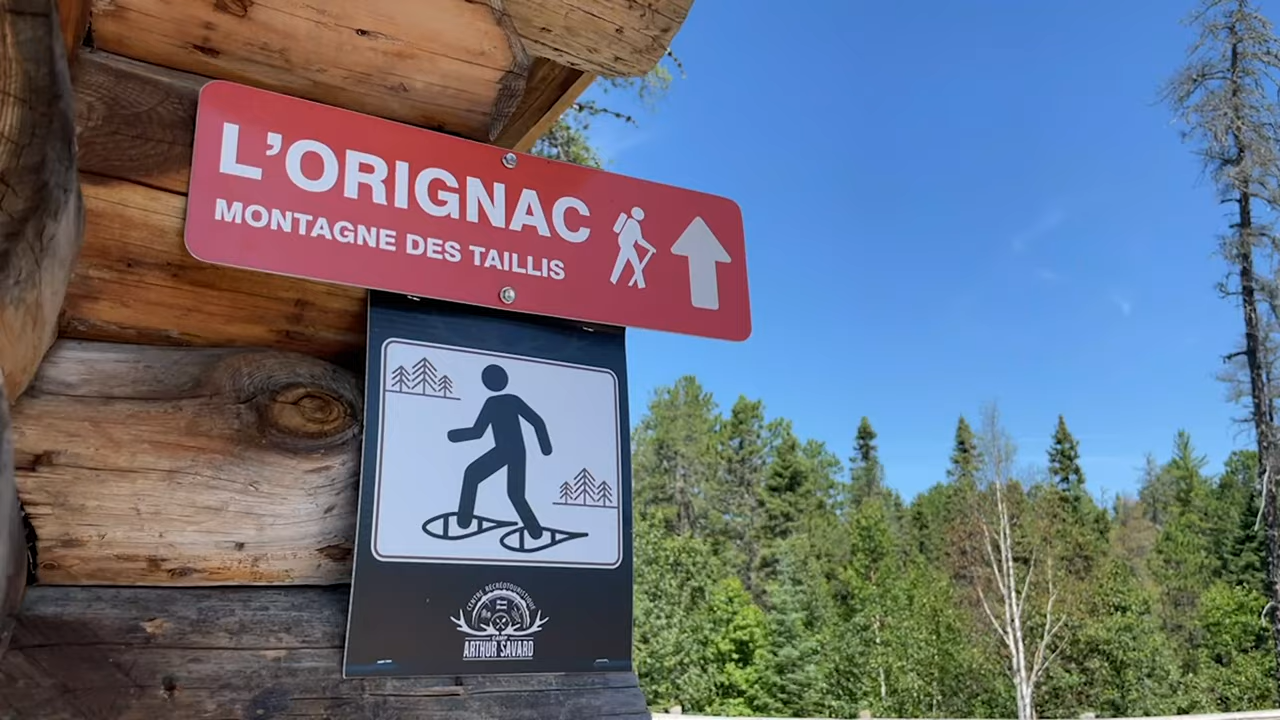 L'ORIGNAC
MONTAGNE DES TAILLIS
CENTRE RÉCRÉOTOURISTIQUE
CAMP
ARTHUR SAVARD